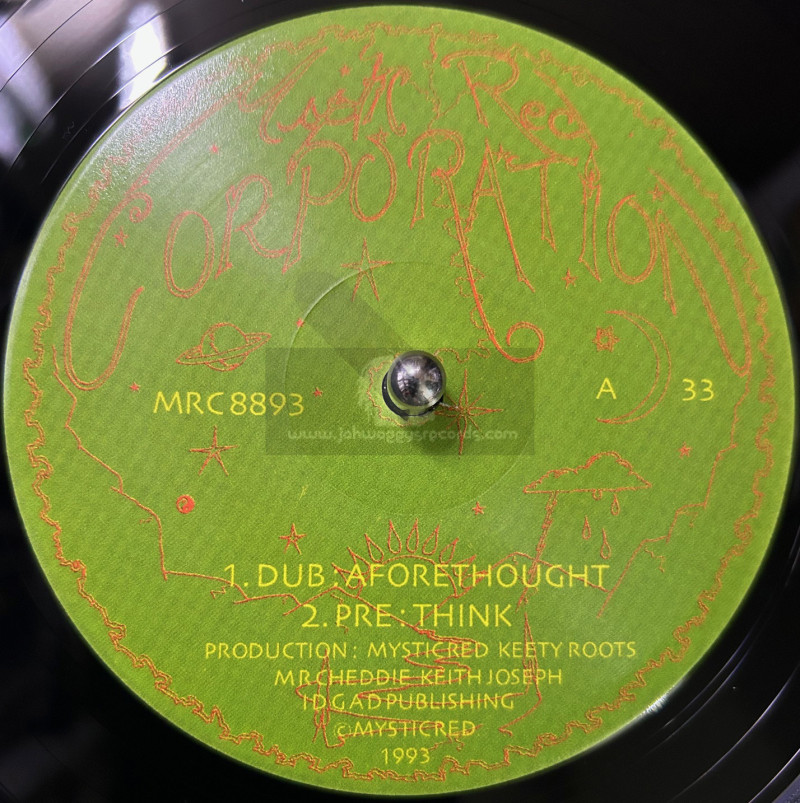 Mystic Red
CORPORATION
MRC8893
A 33
www.jahwaggysrecords.com
1. DUB : AFORETHOUGHT
2. PRE : THINK
PRODUCTION : MYSTICRED KEETY ROOTS
MR CHEDDIE KEITH JOSEPH
I D G A D PUBLISHING
©MYSTICRED
1993